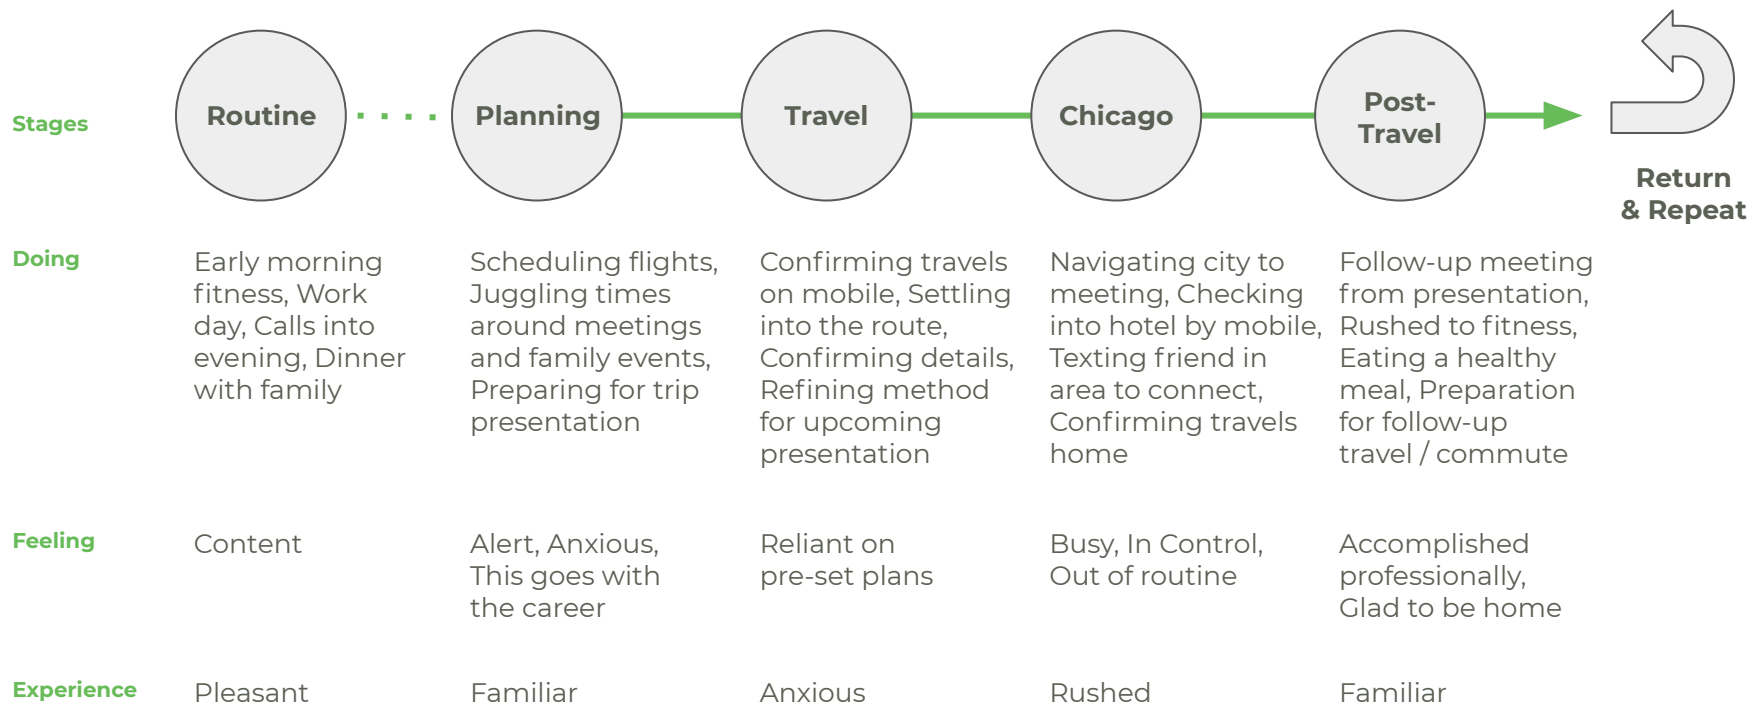 Stages
Routine
Planning
Travel
Chicago
Post-
Travel
Return
& Repeat
Doing
Early morning
fitness, Work
day, Calls into
evening, Dinner
with family
Scheduling flights,
Juggling times
around meetings
and family events,
Preparing for trip
presentation
Confirming travels
on mobile, Settling
into the route,
Confirming details,
Refining method
for upcoming
presentation
Navigating city to
meeting, Checking
into hotel by mobile,
Texting friend in
area to connect,
Confirming travels
home
Follow-up meeting
from presentation,
Rushed to fitness,
Eating a healthy
meal, Preparation
for follow-up
travel / commute
Feeling
Content
Alert, Anxious,
This goes with
the career
Reliant on
pre-set plans
Busy, In Control,
Out of routine
Accomplished
professionally,
Glad to be home
Experience
Pleasant
Familiar
Anxious
Rushed
Familiar